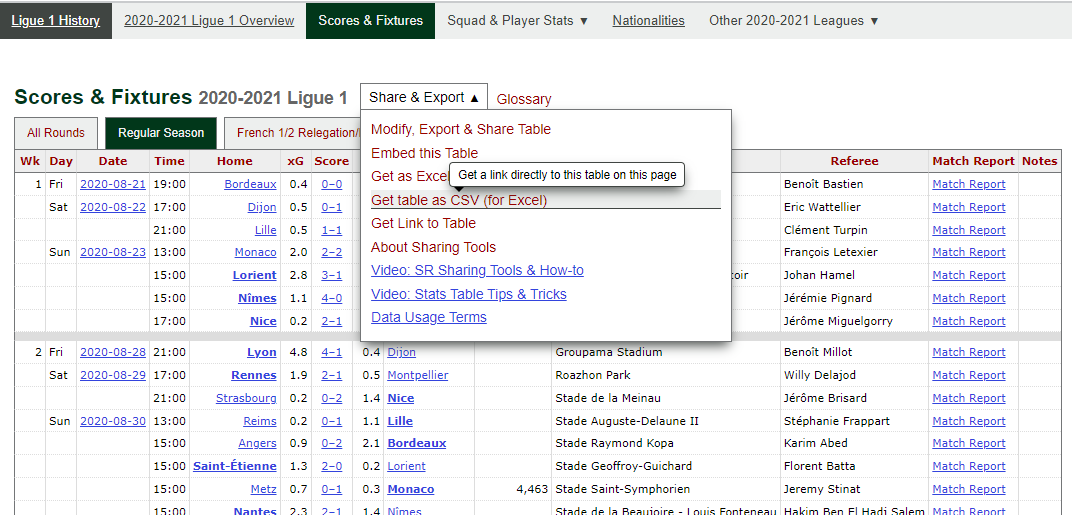 Ligue 1 History 2020-2021 Ligue 1 Overview Scores & Fixtures Squad & Player Stats ▼ Nationalities Other 2020-2021 Leagues ▼
Scores & Fixtures 2020-2021 Ligue 1 Share & Export ▲ Glossary
Modify, Export & Share Table
Embed this Table
Get as Excel
Get a link directly to this table on this page
Get table as CSV (for Excel)
Get Link to Table
About Sharing Tools
Video: SR Sharing Tools & How-to
Video: Stats Table Tips & Tricks
Data Usage Terms
All Rounds Regular Season French 1/2 Relegation/
Wk Day Date Time Home xG Score Referee Match Report Notes
1 Fri 2020-08-21 19:00 Bordeaux 0.4 0–0 Benoît Bastien Match Report
Sat 2020-08-22 17:00 Dijon 0.5 0–1 Eric Wattellier Match Report
21:00 Lille 0.5 1–1 Clément Turpin Match Report
Sun 2020-08-23 13:00 Monaco 2.0 2–2 François Letexier Match Report
15:00 Lorient 2.8 3–1 oir Johan Hamel Match Report
15:00 Nîmes 1.1 4–0 Jérémie Pignard Match Report
17:00 Nice 0.2 2–1 Jérôme Miguelgorry Match Report
2 Fri 2020-08-28 21:00 Lyon 4.8 4–1 0.4 Dijon Groupama Stadium Benoît Millot Match Report
Sat 2020-08-29 17:00 Rennes 1.9 2–1 0.5 Montpellier Roazhon Park Willy Delajod Match Report
21:00 Strasbourg 0.2 0–2 1.4 Nice Stade de la Meinau Jérôme Brisard Match Report
Sun 2020-08-30 13:00 Reims 0.2 0–1 1.1 Lille Stade Auguste-Delaune II Stéphanie Frappart Match Report
15:00 Angers 0.9 0–2 2.1 Bordeaux Stade Raymond Kopa Karim Abed Match Report
15:00 Saint-Étienne 1.3 2–0 0.2 Lorient Stade Geoffroy-Guichard Florent Batta Match Report
15:00 Metz 0.7 0–1 0.3 Monaco 4,463 Stade Saint-Symphorien Jeremy Stinat Match Report
15:00 Nantes 2.3 2–1 1.4 Nîmes Stade de la Beaujoire - Louis Fonteneau Hakim Ben El Hadj Salem Match Report